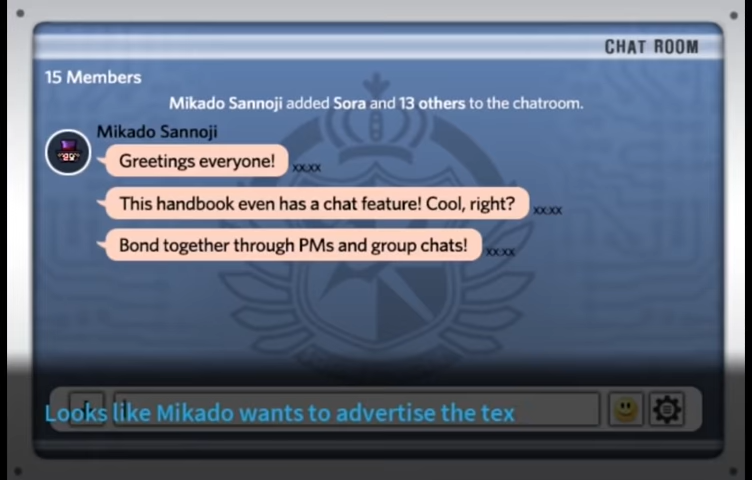 CHAT ROOM
15 Members
Mikado Sannoji added Sora and 13 others to the chatroom.
Mikado Sannoji
Greetings everyone!
xx:xx
This handbook even has a chat feature! Cool, right?
xx:xx
Bond together through PMs and group chats!
xx:xx
Looks like Mikado wants to advertise the tex